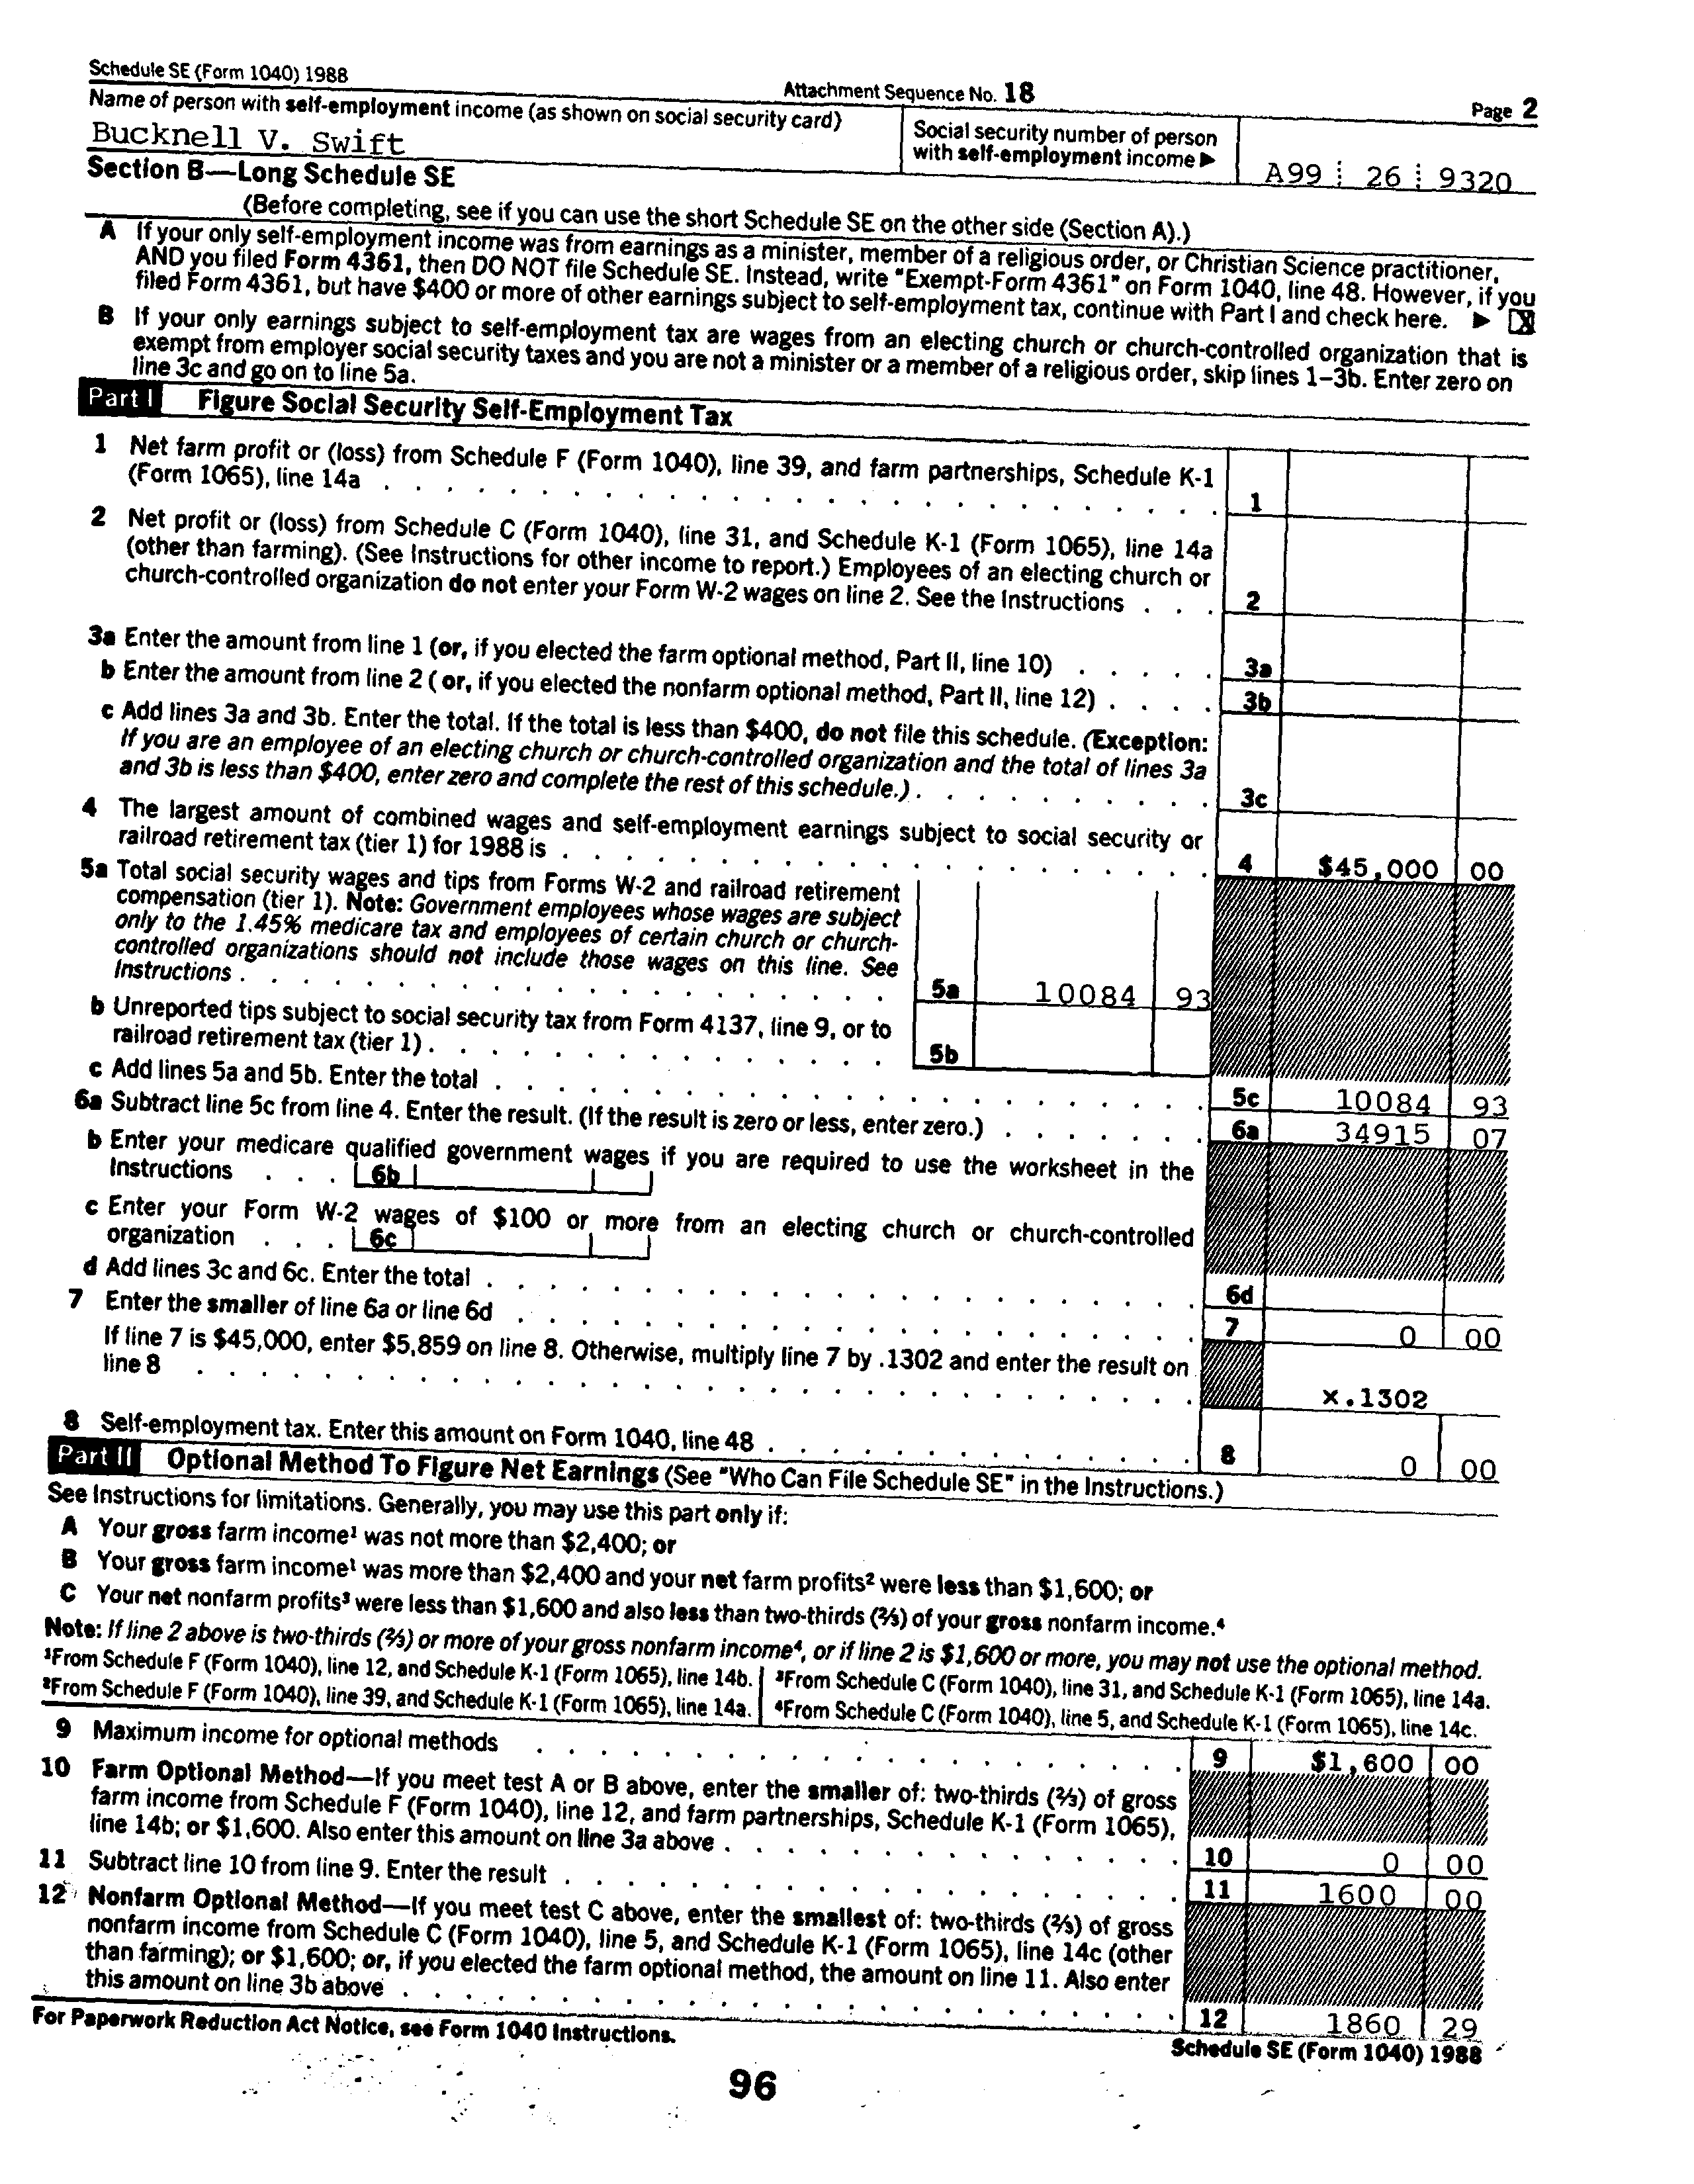 Schedule SE (Form 1040) 1988
Attachment Sequence No. 18
Page 2
Name of person with self-employment income (as shown on social security card)
Bucknell V. Swift
Social security number of person
with self-employment income ▶
A99 26 9320
Section B—Long Schedule SE
(Before completing, see if you can use the short Schedule SE on the other side (Section A).)
A If your only self-employment income was from earnings as a minister, member of a religious order, or Christian Science practitioner,
AND you filed Form 4361, then DO NOT file Schedule SE. Instead, write "Exempt-Form 4361" on Form 1040, line 48. However, if you
filed Form 4361, but have $400 or more of other earnings subject to self-employment tax, continue with Part I and check here. ▶ X
B If your only earnings subject to self-employment tax are wages from an electing church or church-controlled organization that is
exempt from employer social security taxes and you are not a minister or a member of a religious order, skip lines 1–3b. Enter zero on
line 3c and go on to line 5a.
Part I Figure Social Security Self-Employment Tax
1 Net farm profit or (loss) from Schedule F (Form 1040), line 39, and farm partnerships, Schedule K-1
(Form 1065), line 14a . . . . 1
2 Net profit or (loss) from Schedule C (Form 1040), line 31, and Schedule K-1 (Form 1065), line 14a
(other than farming). (See Instructions for other income to report.) Employees of an electing church or
church-controlled organization do not enter your Form W-2 wages on line 2. See the Instructions . . . 2
3a Enter the amount from line 1 (or, if you elected the farm optional method, Part II, line 10) . . . . . 3a
b Enter the amount from line 2 ( or, if you elected the nonfarm optional method, Part II, line 12) . . . . 3b
c Add lines 3a and 3b. Enter the total. If the total is less than $400, do not file this schedule. (Exception:
If you are an employee of an electing church or church-controlled organization and the total of lines 3a
and 3b is less than $400, enter zero and complete the rest of this schedule.) . . . . 3c
4 The largest amount of combined wages and self-employment earnings subject to social security or
railroad retirement tax (tier 1) for 1988 is . . . . 4 $45,000 00
5a Total social security wages and tips from Forms W-2 and railroad retirement
compensation (tier 1). Note: Government employees whose wages are subject
only to the 1.45% medicare tax and employees of certain church or church-
controlled organizations should not include those wages on this line. See
Instructions . . . . 5a 10084 93
b Unreported tips subject to social security tax from Form 4137, line 9, or to
railroad retirement tax (tier 1) . . . . 5b
c Add lines 5a and 5b. Enter the total . . . . 5c 10084 93
6a Subtract line 5c from line 4. Enter the result. (If the result is zero or less, enter zero.) . . . . 6a 34915 07
b Enter your medicare qualified government wages if you are required to use the worksheet in the
Instructions . . . 6b
c Enter your Form W-2 wages of $100 or more from an electing church or church-controlled
organization . . . 6c
d Add lines 3c and 6c. Enter the total . . . . 6d
7 Enter the smaller of line 6a or line 6d . . . . 7 0 00
If line 7 is $45,000, enter $5,859 on line 8. Otherwise, multiply line 7 by .1302 and enter the result on
line 8 . . . . x.1302
8 Self-employment tax. Enter this amount on Form 1040, line 48 . . . . 8 0 00
Part II Optional Method To Figure Net Earnings (See "Who Can File Schedule SE" in the Instructions.)
See Instructions for limitations. Generally, you may use this part only if:
A Your gross farm income¹ was not more than $2,400; or
B Your gross farm income¹ was more than $2,400 and your net farm profits² were less than $1,600; or
C Your net nonfarm profits³ were less than $1,600 and also less than two-thirds (⅔) of your gross nonfarm income.⁴
Note: If line 2 above is two-thirds (⅔) or more of your gross nonfarm income⁴, or if line 2 is $1,600 or more, you may not use the optional method.
¹From Schedule F (Form 1040), line 12, and Schedule K-1 (Form 1065), line 14b.
²From Schedule F (Form 1040), line 39, and Schedule K-1 (Form 1065), line 14a.
³From Schedule C (Form 1040), line 31, and Schedule K-1 (Form 1065), line 14a.
⁴From Schedule C (Form 1040), line 5, and Schedule K-1 (Form 1065), line 14c.
9 Maximum income for optional methods . . . . 9 $1,600 00
10 Farm Optional Method—If you meet test A or B above, enter the smaller of: two-thirds (⅔) of gross
farm income from Schedule F (Form 1040), line 12, and farm partnerships, Schedule K-1 (Form 1065),
line 14b; or $1,600. Also enter this amount on line 3a above . . . . 10 0 00
11 Subtract line 10 from line 9. Enter the result . . . . 11 1600 00
12 Nonfarm Optional Method—If you meet test C above, enter the smallest of: two-thirds (⅔) of gross
nonfarm income from Schedule C (Form 1040), line 5, and Schedule K-1 (Form 1065), line 14c (other
than farming); or $1,600; or, if you elected the farm optional method, the amount on line 11. Also enter
this amount on line 3b above . . . . 12 1860 29
For Paperwork Reduction Act Notice, see Form 1040 Instructions.
Schedule SE (Form 1040) 1988
96